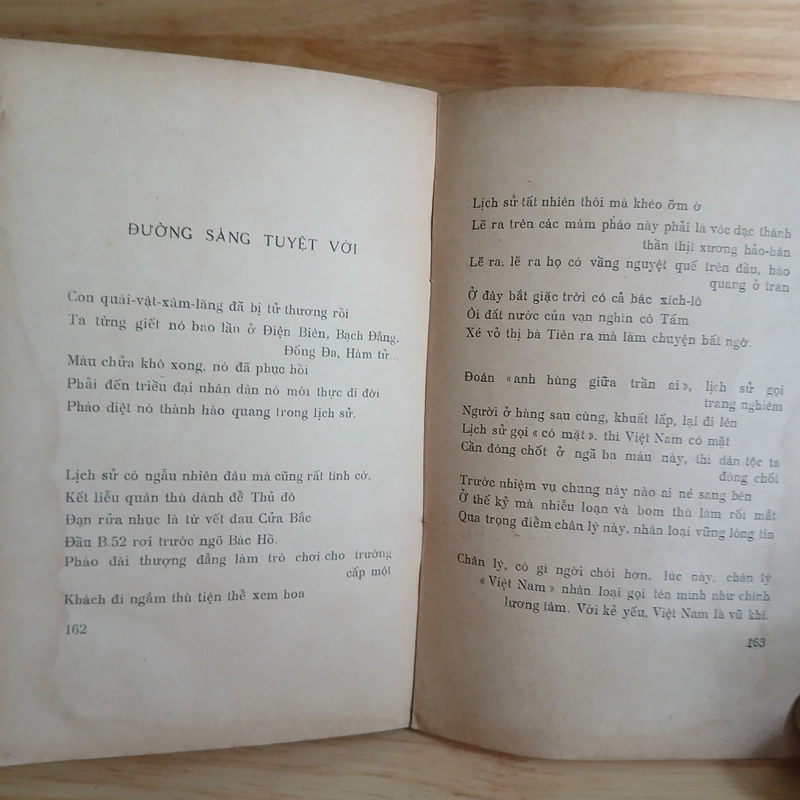 ĐƯỜNG SÁNG TUYỆT VỜI
Con quái-vật-xâm-lăng đã bị tử thương rồi
Ta từng giết nó bao lần ở Điện Biên, Bạch Đằng,
Đống Đa, Hàm tử...
Máu chửa khô xong, nó đã phục hồi
Phải đến triều đại nhân dân nó mới thực đi đời
Pháo diệt nó thành hào quang trong lịch sử.
Lịch sử có ngẫu nhiên đâu mà cũng rất tình cờ.
Kết liễu quân thù dành để Thủ đô
Đạn rửa nhục là từ vết đau Cửa Bắc
Đầu B.52 rơi trước ngõ Bác Hồ.
Pháo đài thượng đẳng làm trò chơi cho trường
cấp một
Khách đi ngắm thù tiện thể xem hoa
162
Lịch sử tất nhiên thôi mà khéo ỡm ờ
Lẽ ra trên các mâm pháo này phải là vóc dạc thánh
thần thịt xương hảo-hán
Lẽ ra, lẽ ra họ có vầng nguyệt quế trên đầu, hào
quang ở trán
Ở đây bắt giặc trời có cả bác xích-lô
Ôi đất nước của vạn nghìn cô Tấm
Xé vỏ thị bà Tiên ra mà làm chuyện bất ngờ.
Đoán «anh hùng giữa trần ai», lịch sử gọi
trang nghiêm
Người ở hàng sau cùng, khuất lấp, lại đi lên
Lịch sử gọi «có mặt», thì Việt Nam có mặt
Cần đóng chốt ở ngã ba máu này, thì dân tộc ta
đóng chốt
Trước nhiệm vụ chung này nào ai né sang bên
Ở thế kỷ mà nhiễu loạn và bom thù làm rối mắt
Qua trọng điểm chân lý này, nhân loại vững lòng tin
Chân lý, có gì ngời chói hơn, lúc này, chân lý
«Việt Nam» nhân loại gọi tên mình như chính
lương tâm. Với kẻ yếu, Việt Nam là vũ khí.
163